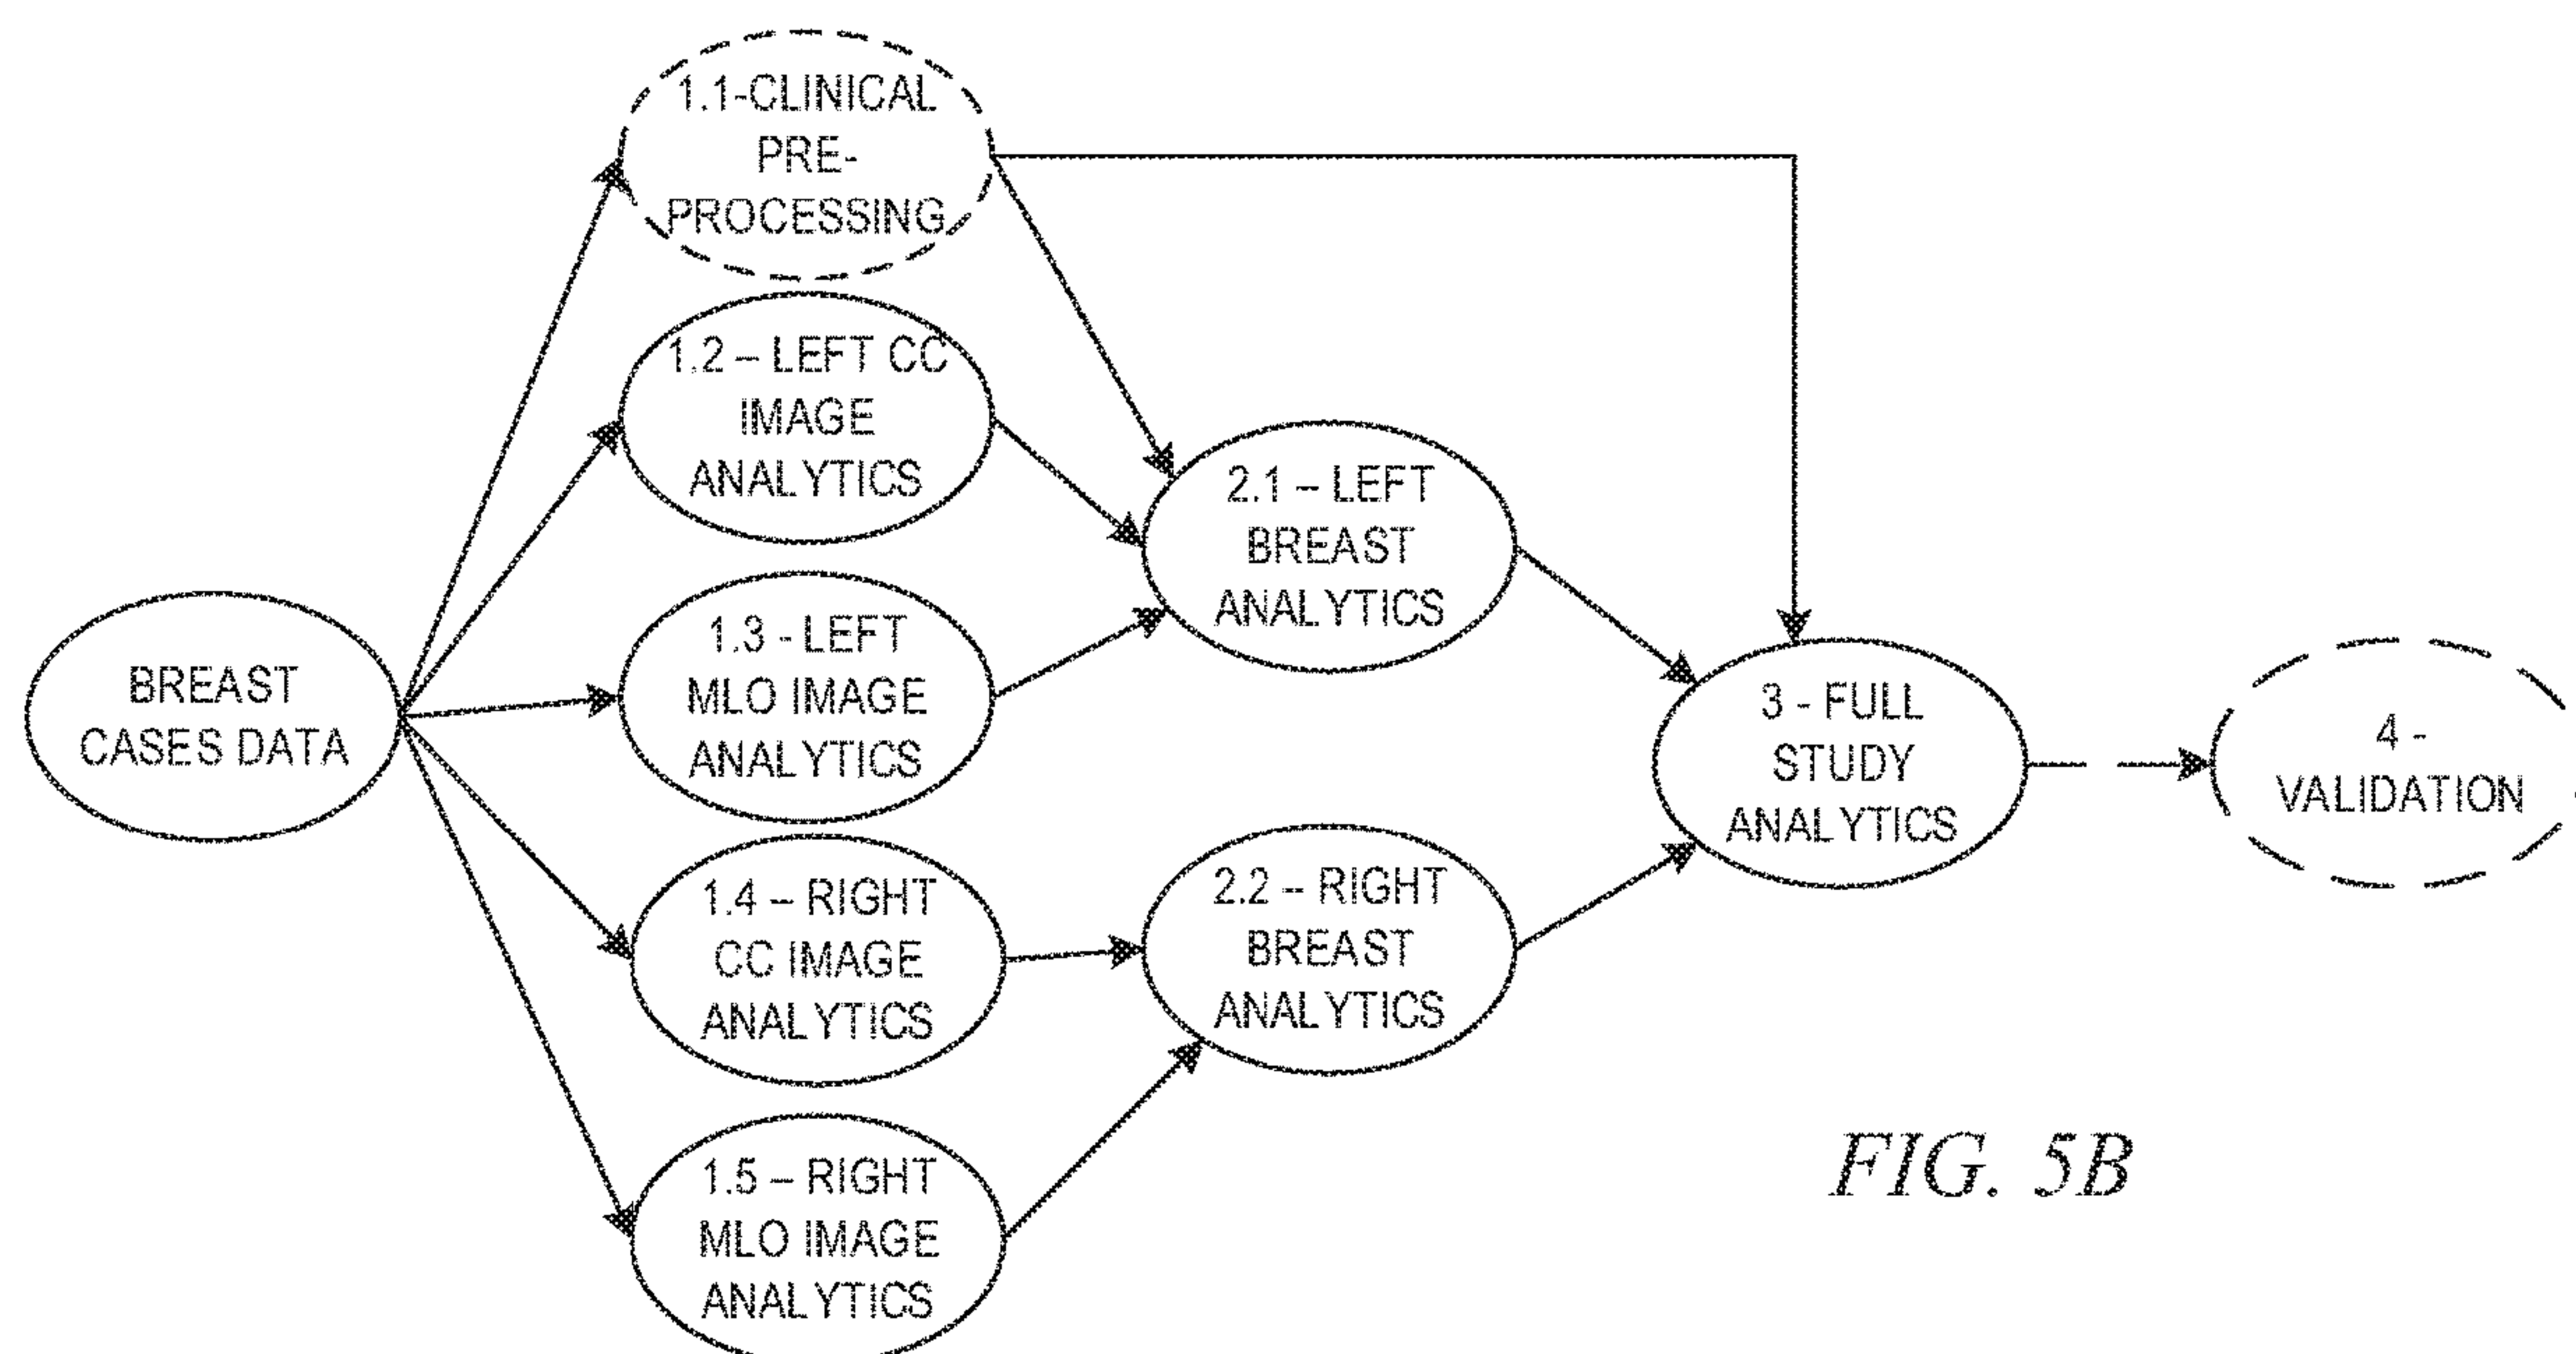 1.1-CLINICAL
PRE-
PROCESSING
1.2 – LEFT CC
IMAGE
ANALYTICS
1.3 - LEFT
MLO IMAGE
ANALYTICS
1.4 – RIGHT
CC IMAGE
ANALYTICS
1.5 – RIGHT
MLO IMAGE
ANALYTICS
BREAST
CASES DATA
2.1 – LEFT
BREAST
ANALYTICS
2.2 – RIGHT
BREAST
ANALYTICS
3 - FULL
STUDY
ANALYTICS
4 -
VALIDATION
FIG. 5B